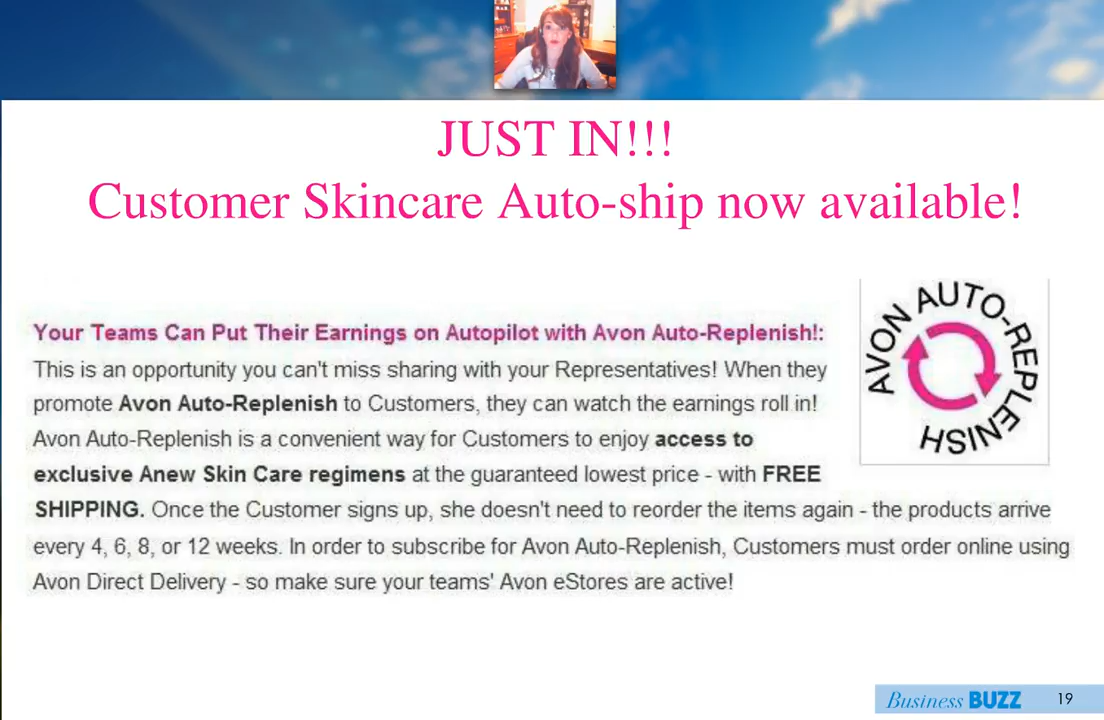 JUST IN!!!
Customer Skincare Auto-ship now available!
Your Teams Can Put Their Earnings on Autopilot with Avon Auto-Replenish!:
This is an opportunity you can't miss sharing with your Representatives! When they
promote Avon Auto-Replenish to Customers, they can watch the earnings roll in!
Avon Auto-Replenish is a convenient way for Customers to enjoy access to
exclusive Anew Skin Care regimens at the guaranteed lowest price - with FREE
SHIPPING. Once the Customer signs up, she doesn't need to reorder the items again - the products arrive
every 4, 6, 8, or 12 weeks. In order to subscribe for Avon Auto-Replenish, Customers must order online using
Avon Direct Delivery - so make sure your teams' Avon eStores are active!
AVON AUTO-REPLENISH
Business BUZZ 19